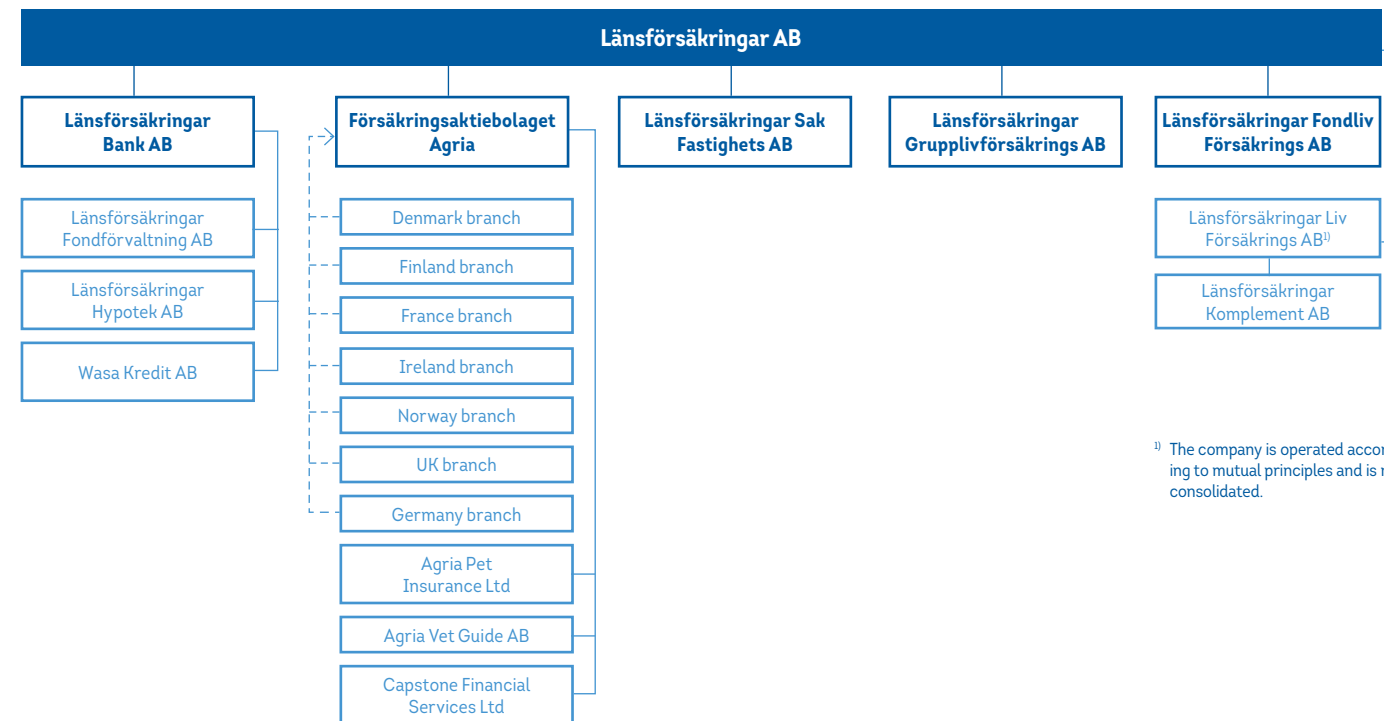 Länsförsäkringar AB
Länsförsäkringar
Bank AB
Försäkringsaktiebolaget
Agria
Länsförsäkringar Sak
Fastighets AB
Länsförsäkringar
Grupplivförsäkrings AB
Länsförsäkringar Fondliv
Försäkrings AB
Länsförsäkringar
Fondförvaltning AB
Länsförsäkringar
Hypotek AB
Wasa Kredit AB
Denmark branch
Finland branch
France branch
Ireland branch
Norway branch
UK branch
Germany branch
Agria Pet
Insurance Ltd
Agria Vet Guide AB
Capstone Financial
Services Ltd
Länsförsäkringar Liv
Försäkrings AB1)
Länsförsäkringar
Komplement AB
1) The company is operated
ing to mutual principles and is
consolidated.